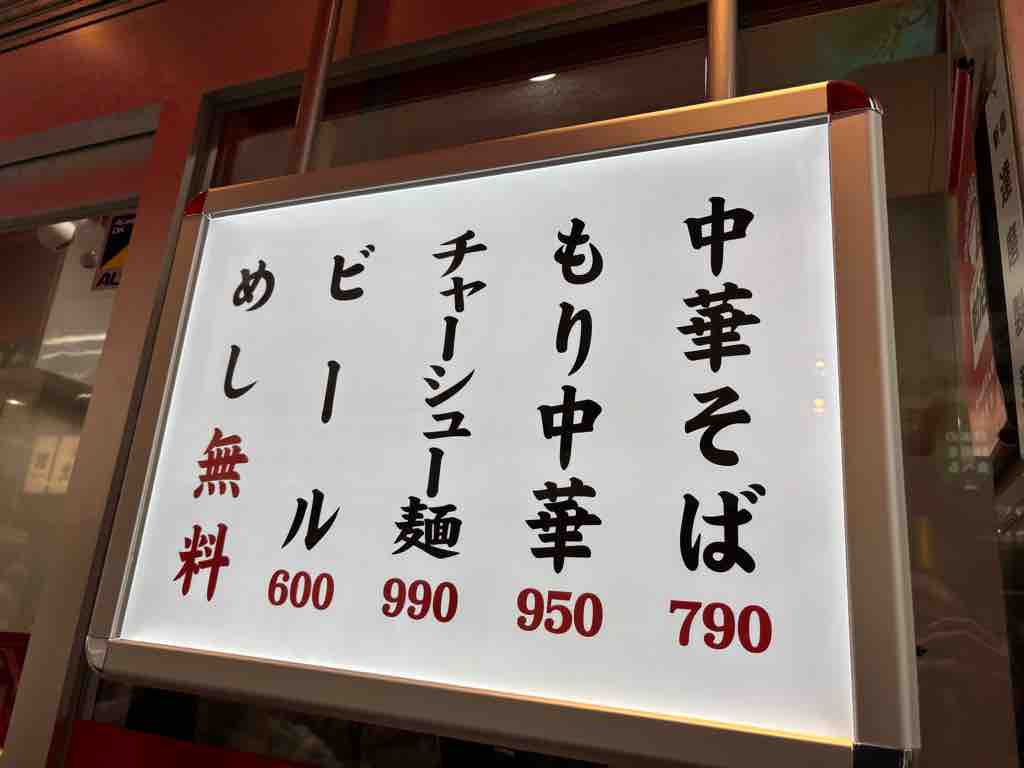 中華そば 790
もり中華 950
チャーシュー麺 990
ビール 600
めし無料